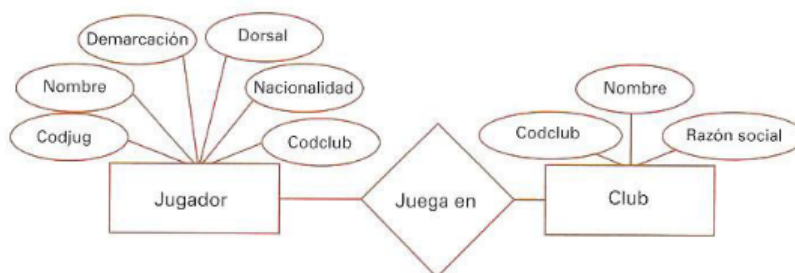 Demarcación
Dorsal
Nombre
Nacionalidad
Codjug
Codclub
Jugador
Juega en
Nombre
Codclub
Razón social
Club